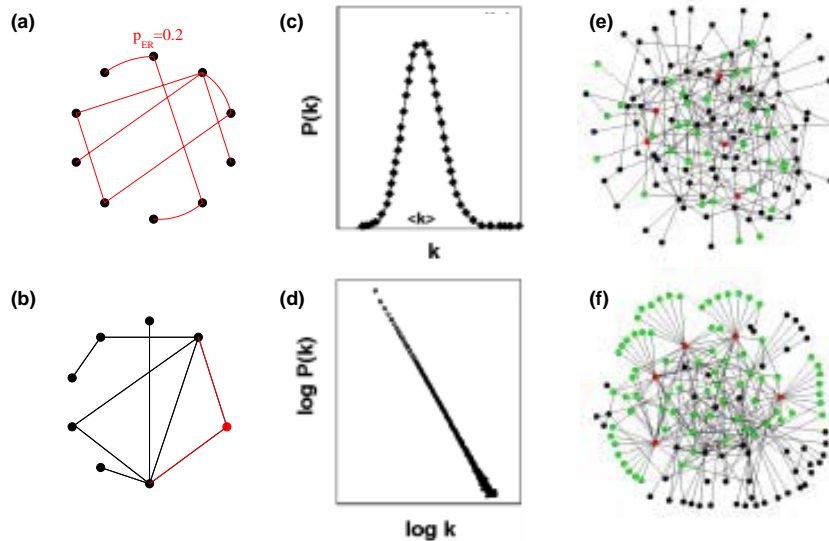 (a)
p_ER=0.2
(c)
P(k)
<k>
k
(e)
(b)
(d)
log P(k)
log k
(f)